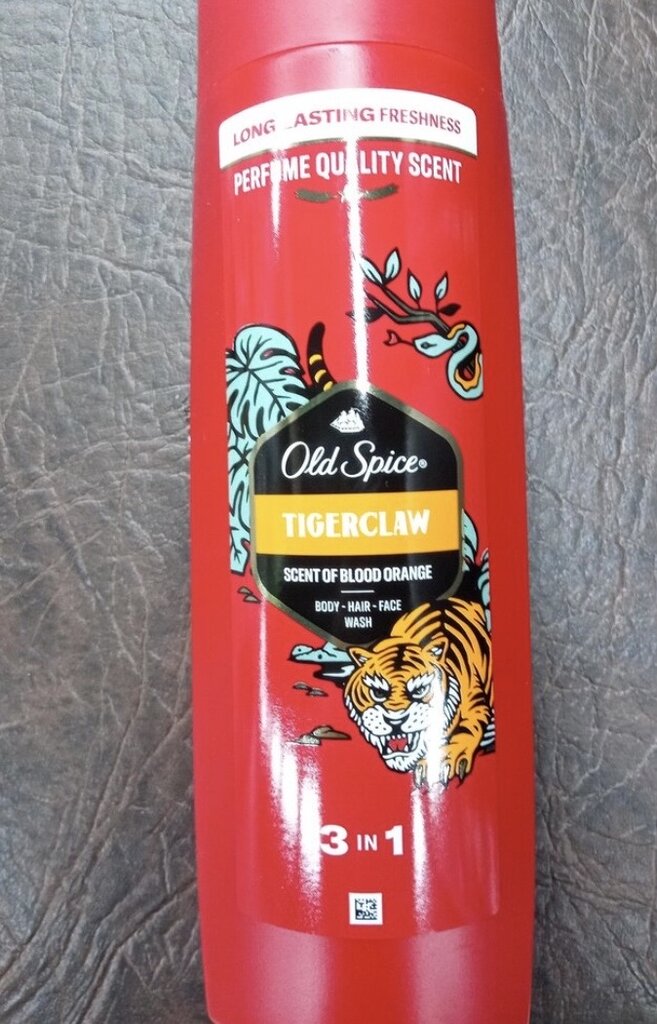 LONG LASTING FRESHNESS
PERFUME QUALITY SCENT
Old Spice®
TIGERCLAW
SCENT OF BLOOD ORANGE
BODY - HAIR - FACE
WASH
3 IN 1